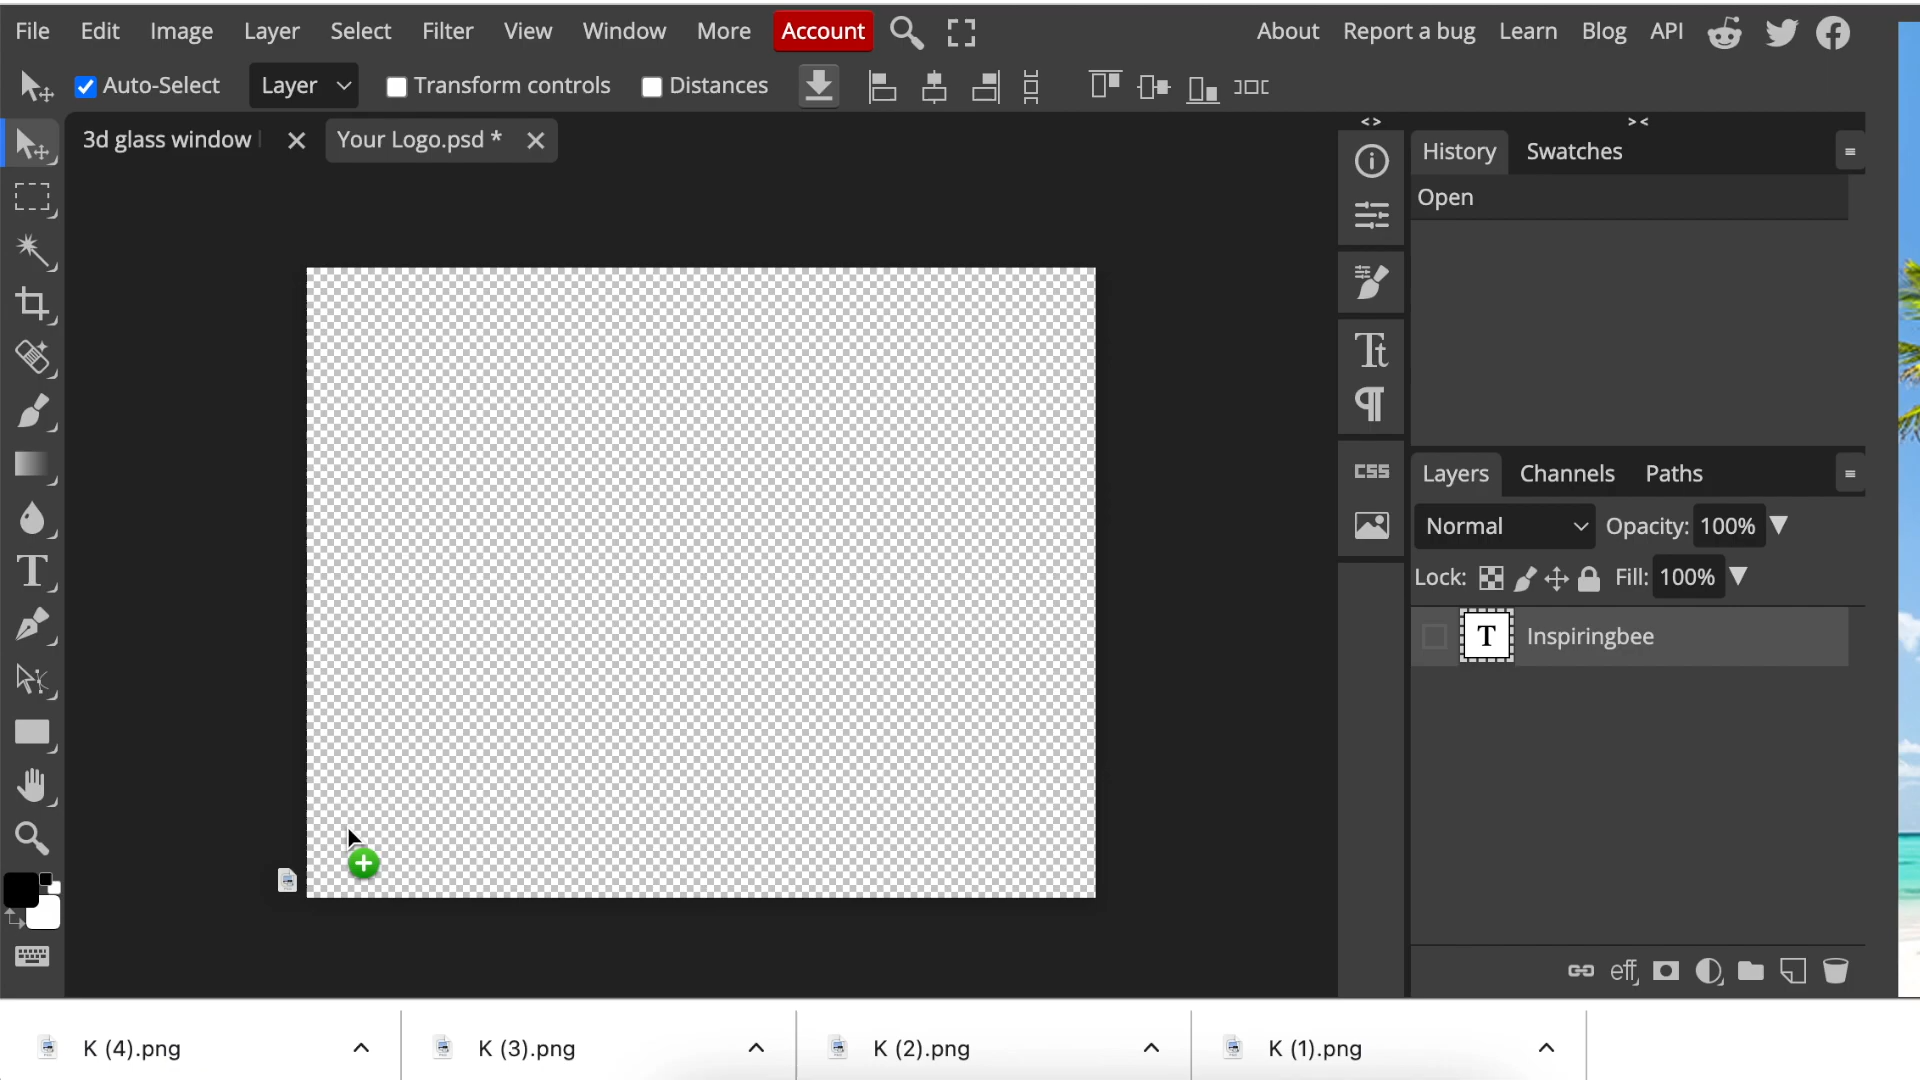 File Edit Image Layer Select Filter View Window More Account About Report a bug Learn Blog API
Auto-Select Layer Transform controls Distances
3d glass window Your Logo.psd *
History Swatches
Open
CSS
Layers Channels Paths
Normal Opacity: 100%
Lock: Fill: 100%
T Inspiringbee
eff
K (4).png K (3).png K (2).png K (1).png